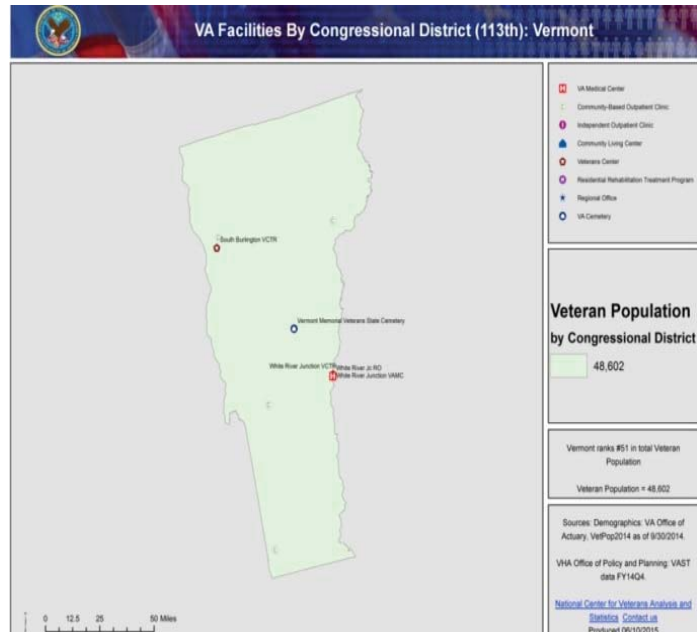 VA Facilities By Congressional District (113th): Vermont
VA Medical Center
Community-Based Outpatient Clinic
Independent Outpatient Clinic
Community Living Center
Veterans Center
Residential Rehabilitation Treatment Program
Regional Office
VA Cemetery
South Burlington VCTR
Vermont Memorial Veterans State Cemetery
White River Junction VCTR
White River Jc RO
White River Junction VAMC
Veteran Population
by Congressional District
48,602
Vermont ranks #51 in total Veteran
Population
Veteran Population = 48,602
Sources: Demographics: VA Office of
Actuary, VetPop2014 as of 9/30/2014.
VHA Office of Policy and Planning: VAST
data FY14Q4.
National Center for Veterans Analysis and
Statistics Contact us
Produced 06/10/2015
0 12.5 25 50 Miles